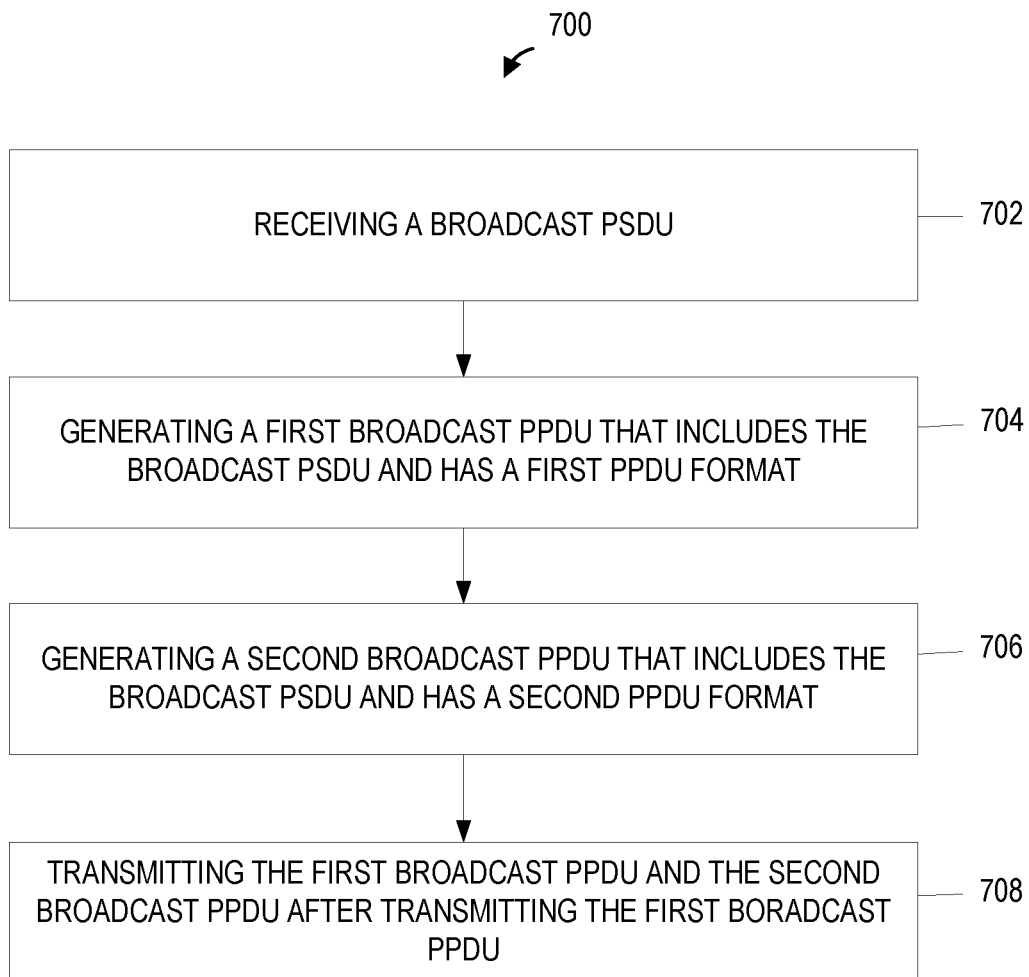 700
RECEIVING A BROADCAST PSDU
702
GENERATING A FIRST BROADCAST PPDU THAT INCLUDES THE
BROADCAST PSDU AND HAS A FIRST PPDU FORMAT
704
GENERATING A SECOND BROADCAST PPDU THAT INCLUDES THE
BROADCAST PSDU AND HAS A SECOND PPDU FORMAT
706
TRANSMITTING THE FIRST BROADCAST PPDU AND THE SECOND
BROADCAST PPDU AFTER TRANSMITTING THE FIRST BORADCAST
PPDU
708